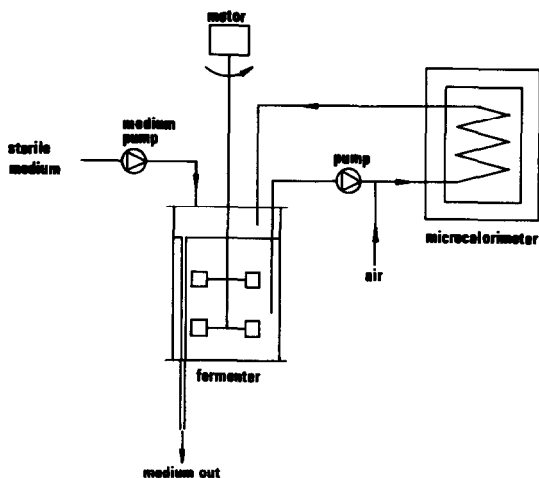 motor
medium
pump
sterile
medium
pump
microcalorimeter
air
fermenter
medium out